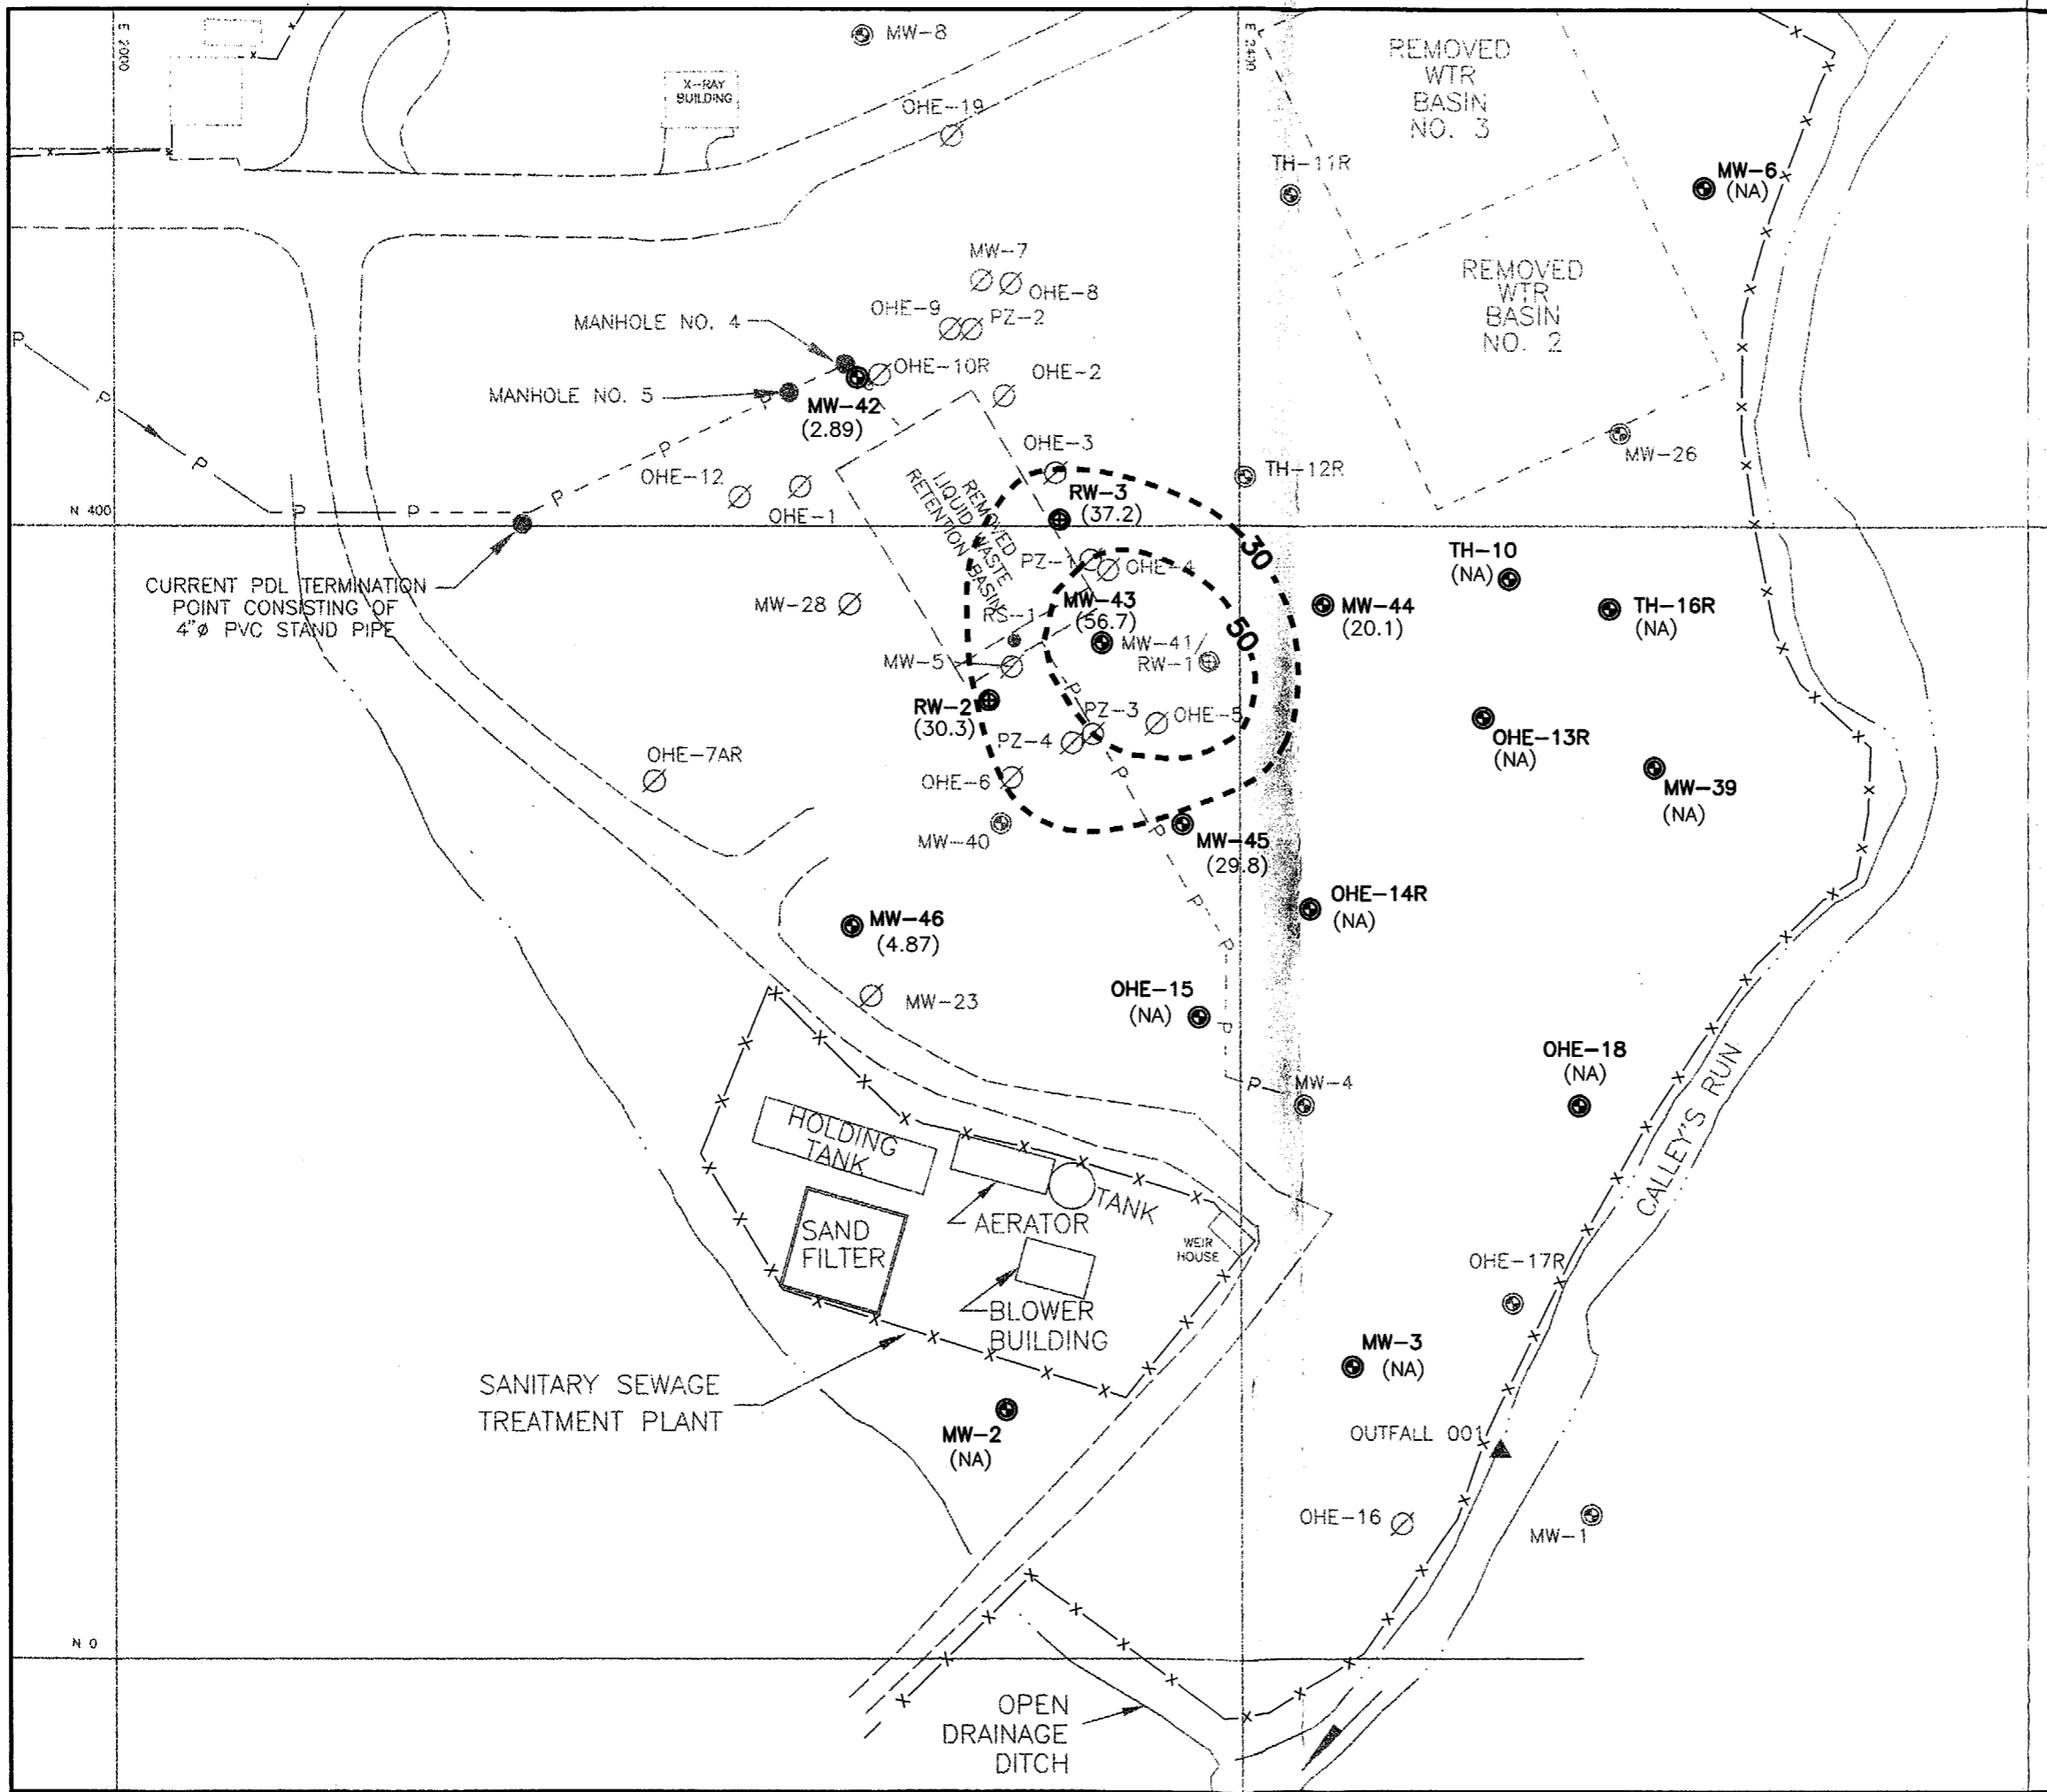 E 2000
E 2400
MW-8
X-RAY
BUILDING
OHE-19
REMOVED
WTR
BASIN
NO. 3
TH-11R
MW-6
(NA)
MW-7
OHE-8
OHE-9
PZ-2
REMOVED
WTR
BASIN
NO. 2
MANHOLE NO. 4
OHE-10R
OHE-2
MANHOLE NO. 5
MW-42
(2.89)
P
P
P
P
P
P
P
P
OHE-3
MW-26
OHE-12
OHE-1
TH-12R
RW-3
(37.2)
REMOVED
LIQUID WASTE
RETENTION
BASIN
N 400
30
PZ-1
OHE-4
TH-10
(NA)
CURRENT PDL TERMINATION
POINT CONSISTING OF
4"Ø PVC STAND PIPE
MW-28
RS-1
MW-43
(56.7)
50
MW-44
(20.1)
TH-16R
(NA)
MW-5
MW-41/
RW-1
P
RW-2
(30.3)
PZ-3
OHE-5
PZ-4
OHE-13R
(NA)
OHE-7AR
OHE-6
P
MW-39
(NA)
MW-40
P
MW-45
(29.8)
P
OHE-14R
(NA)
MW-46
(4.87)
P
MW-23
OHE-15
(NA)
P
P
MW-4
OHE-18
(NA)
CALLEY'S RUN
HOLDING
TANK
TANK
AERATOR
SAND
FILTER
WEIR
HOUSE
BLOWER
BUILDING
OHE-17R
MW-3
(NA)
SANITARY SEWAGE
TREATMENT PLANT
MW-2
(NA)
OUTFALL 001
OHE-16
MW-1
N 0
OPEN
DRAINAGE
DITCH